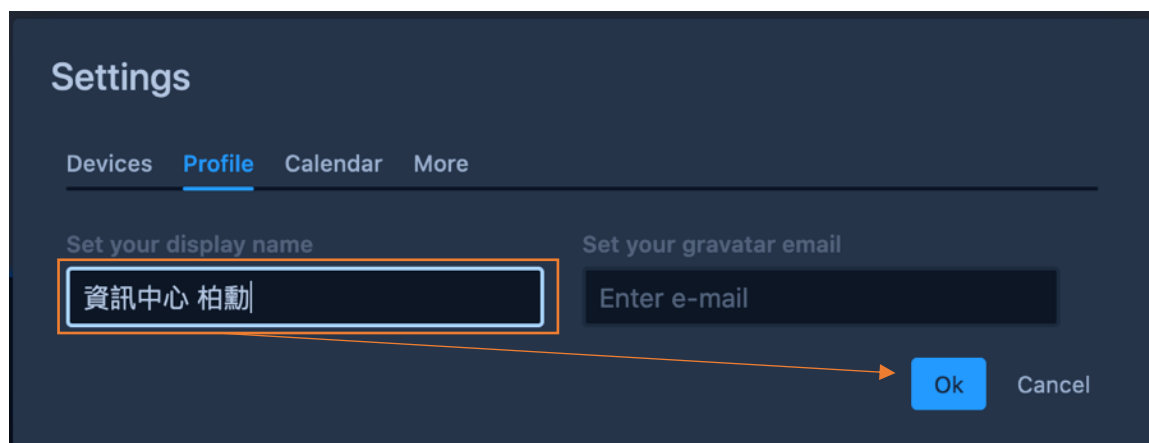 Settings
Devices Profile Calendar More
Set your display name Set your gravatar email
資訊中心 柏勳 Enter e-mail
Ok Cancel